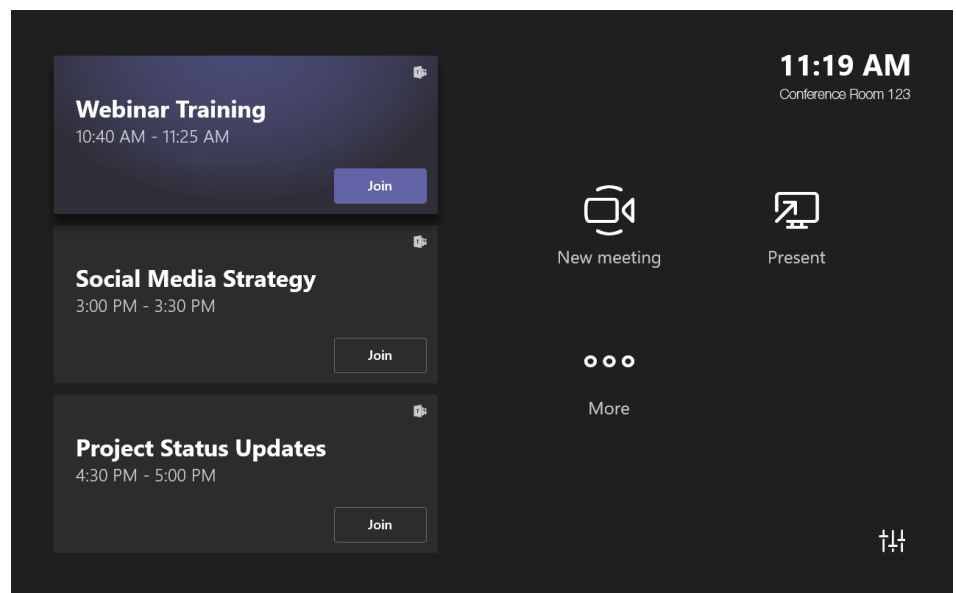 Webinar Training
10:40 AM - 11:25 AM
Join
Social Media Strategy
3:00 PM - 3:30 PM
Join
Project Status Updates
4:30 PM - 5:00 PM
Join
11:19 AM
Conference Room 123
New meeting
Present
More